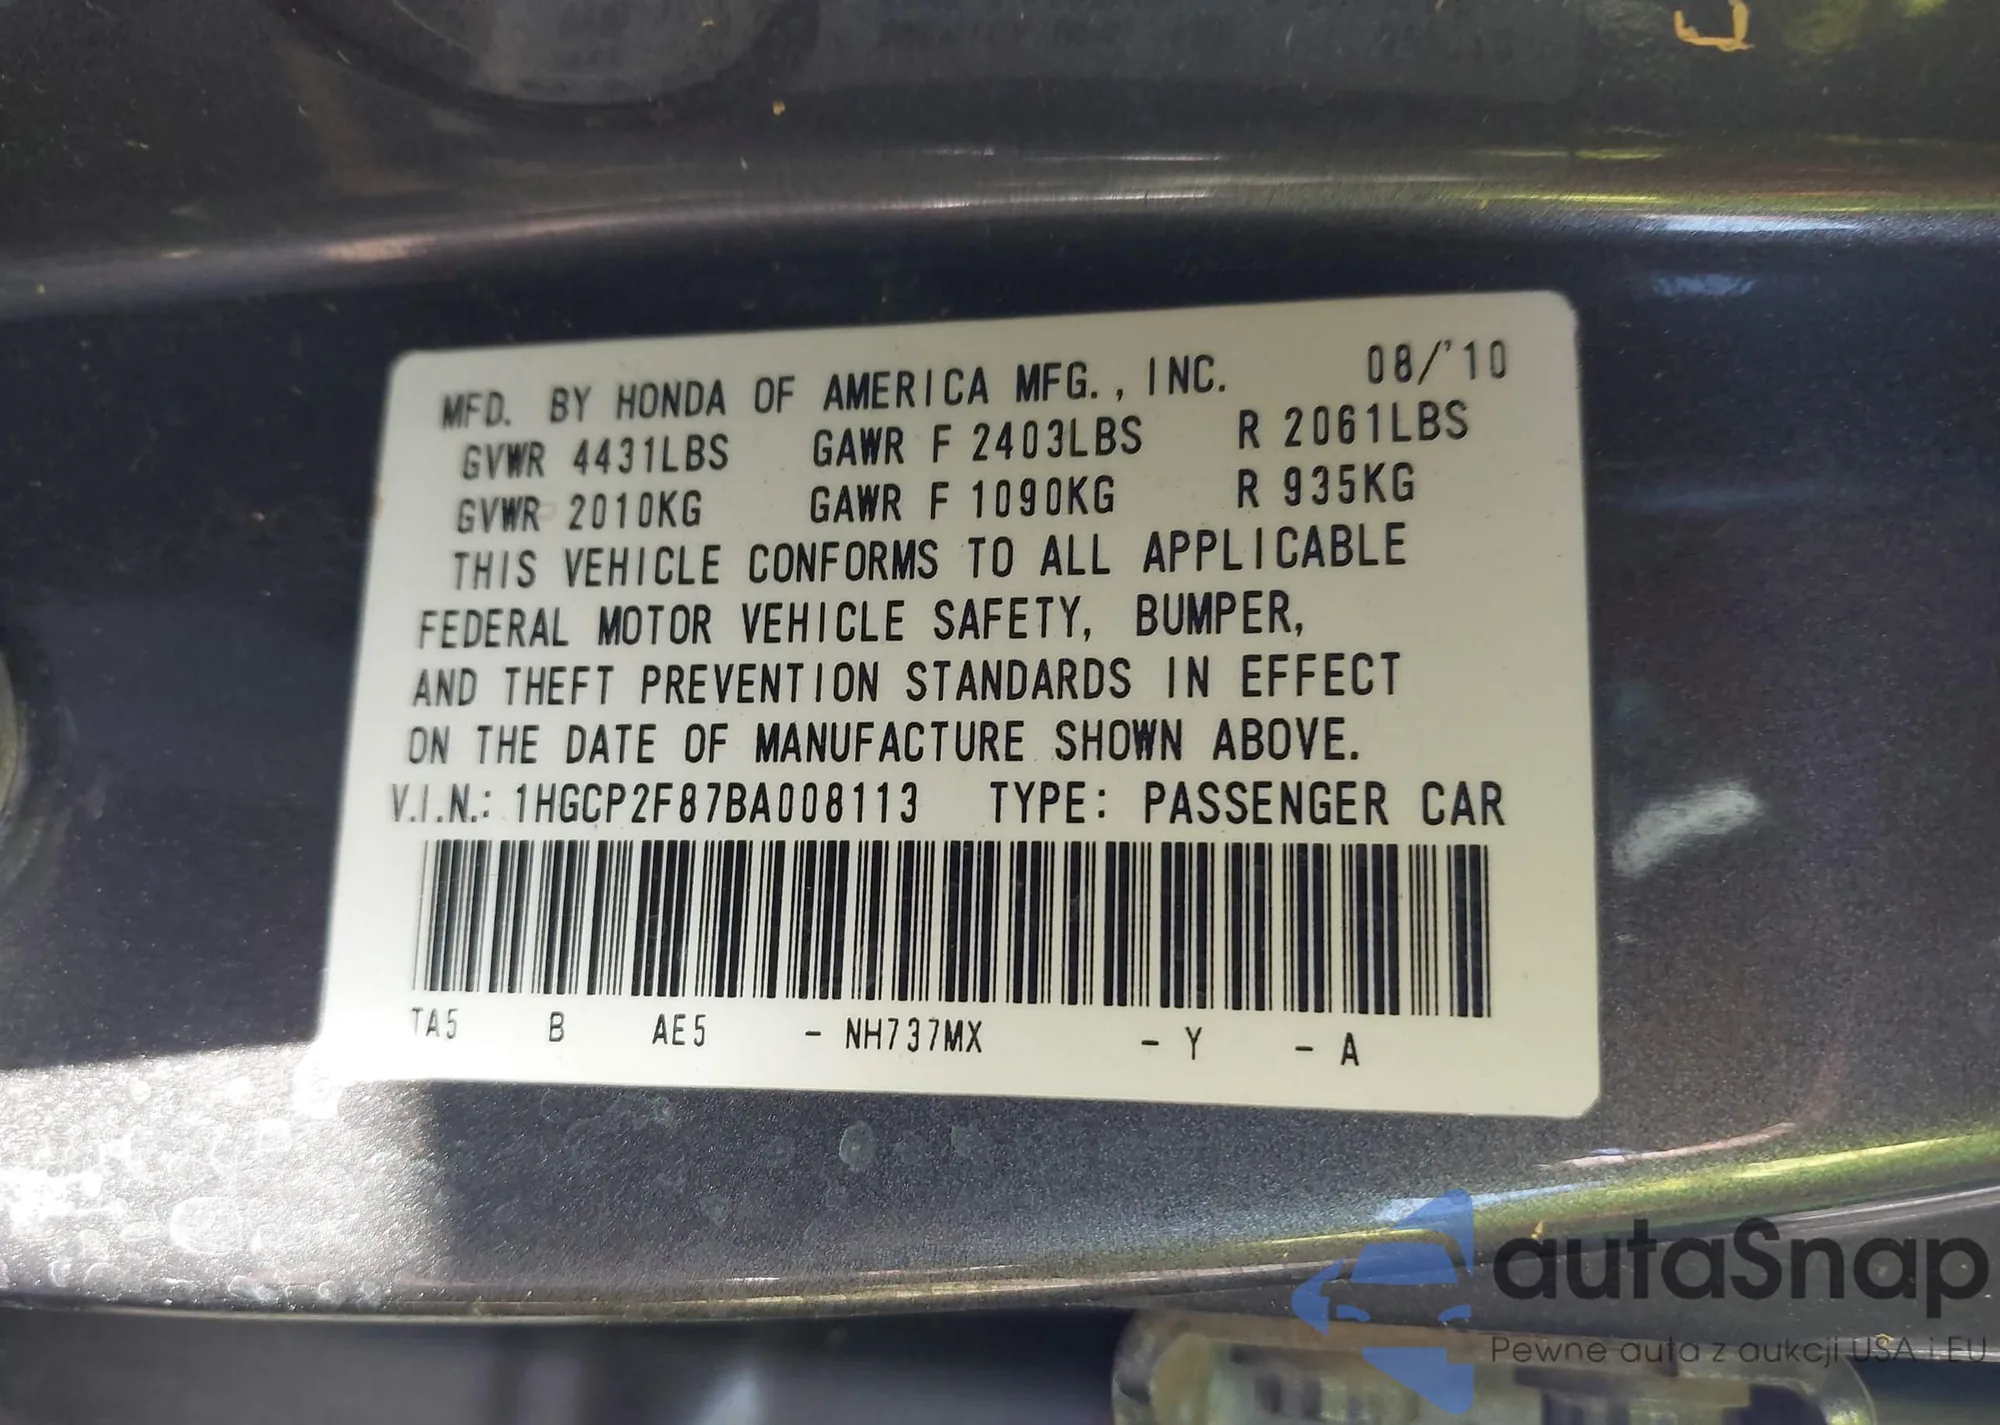 MFD. BY HONDA OF AMERICA MFG., INC. 08/'10
GVWR 4431LBS GAWR F 2403LBS R 2061LBS
GVWR 2010KG GAWR F 1090KG R 935KG
THIS VEHICLE CONFORMS TO ALL APPLICABLE
FEDERAL MOTOR VEHICLE SAFETY, BUMPER,
AND THEFT PREVENTION STANDARDS IN EFFECT
ON THE DATE OF MANUFACTURE SHOWN ABOVE.
V.I.N.: 1HGCP2F87BA008113 TYPE: PASSENGER CAR
TA5 B AE5 - NH737MX - Y - A
autaSnap
Pewne auta z aukcji USA i EU